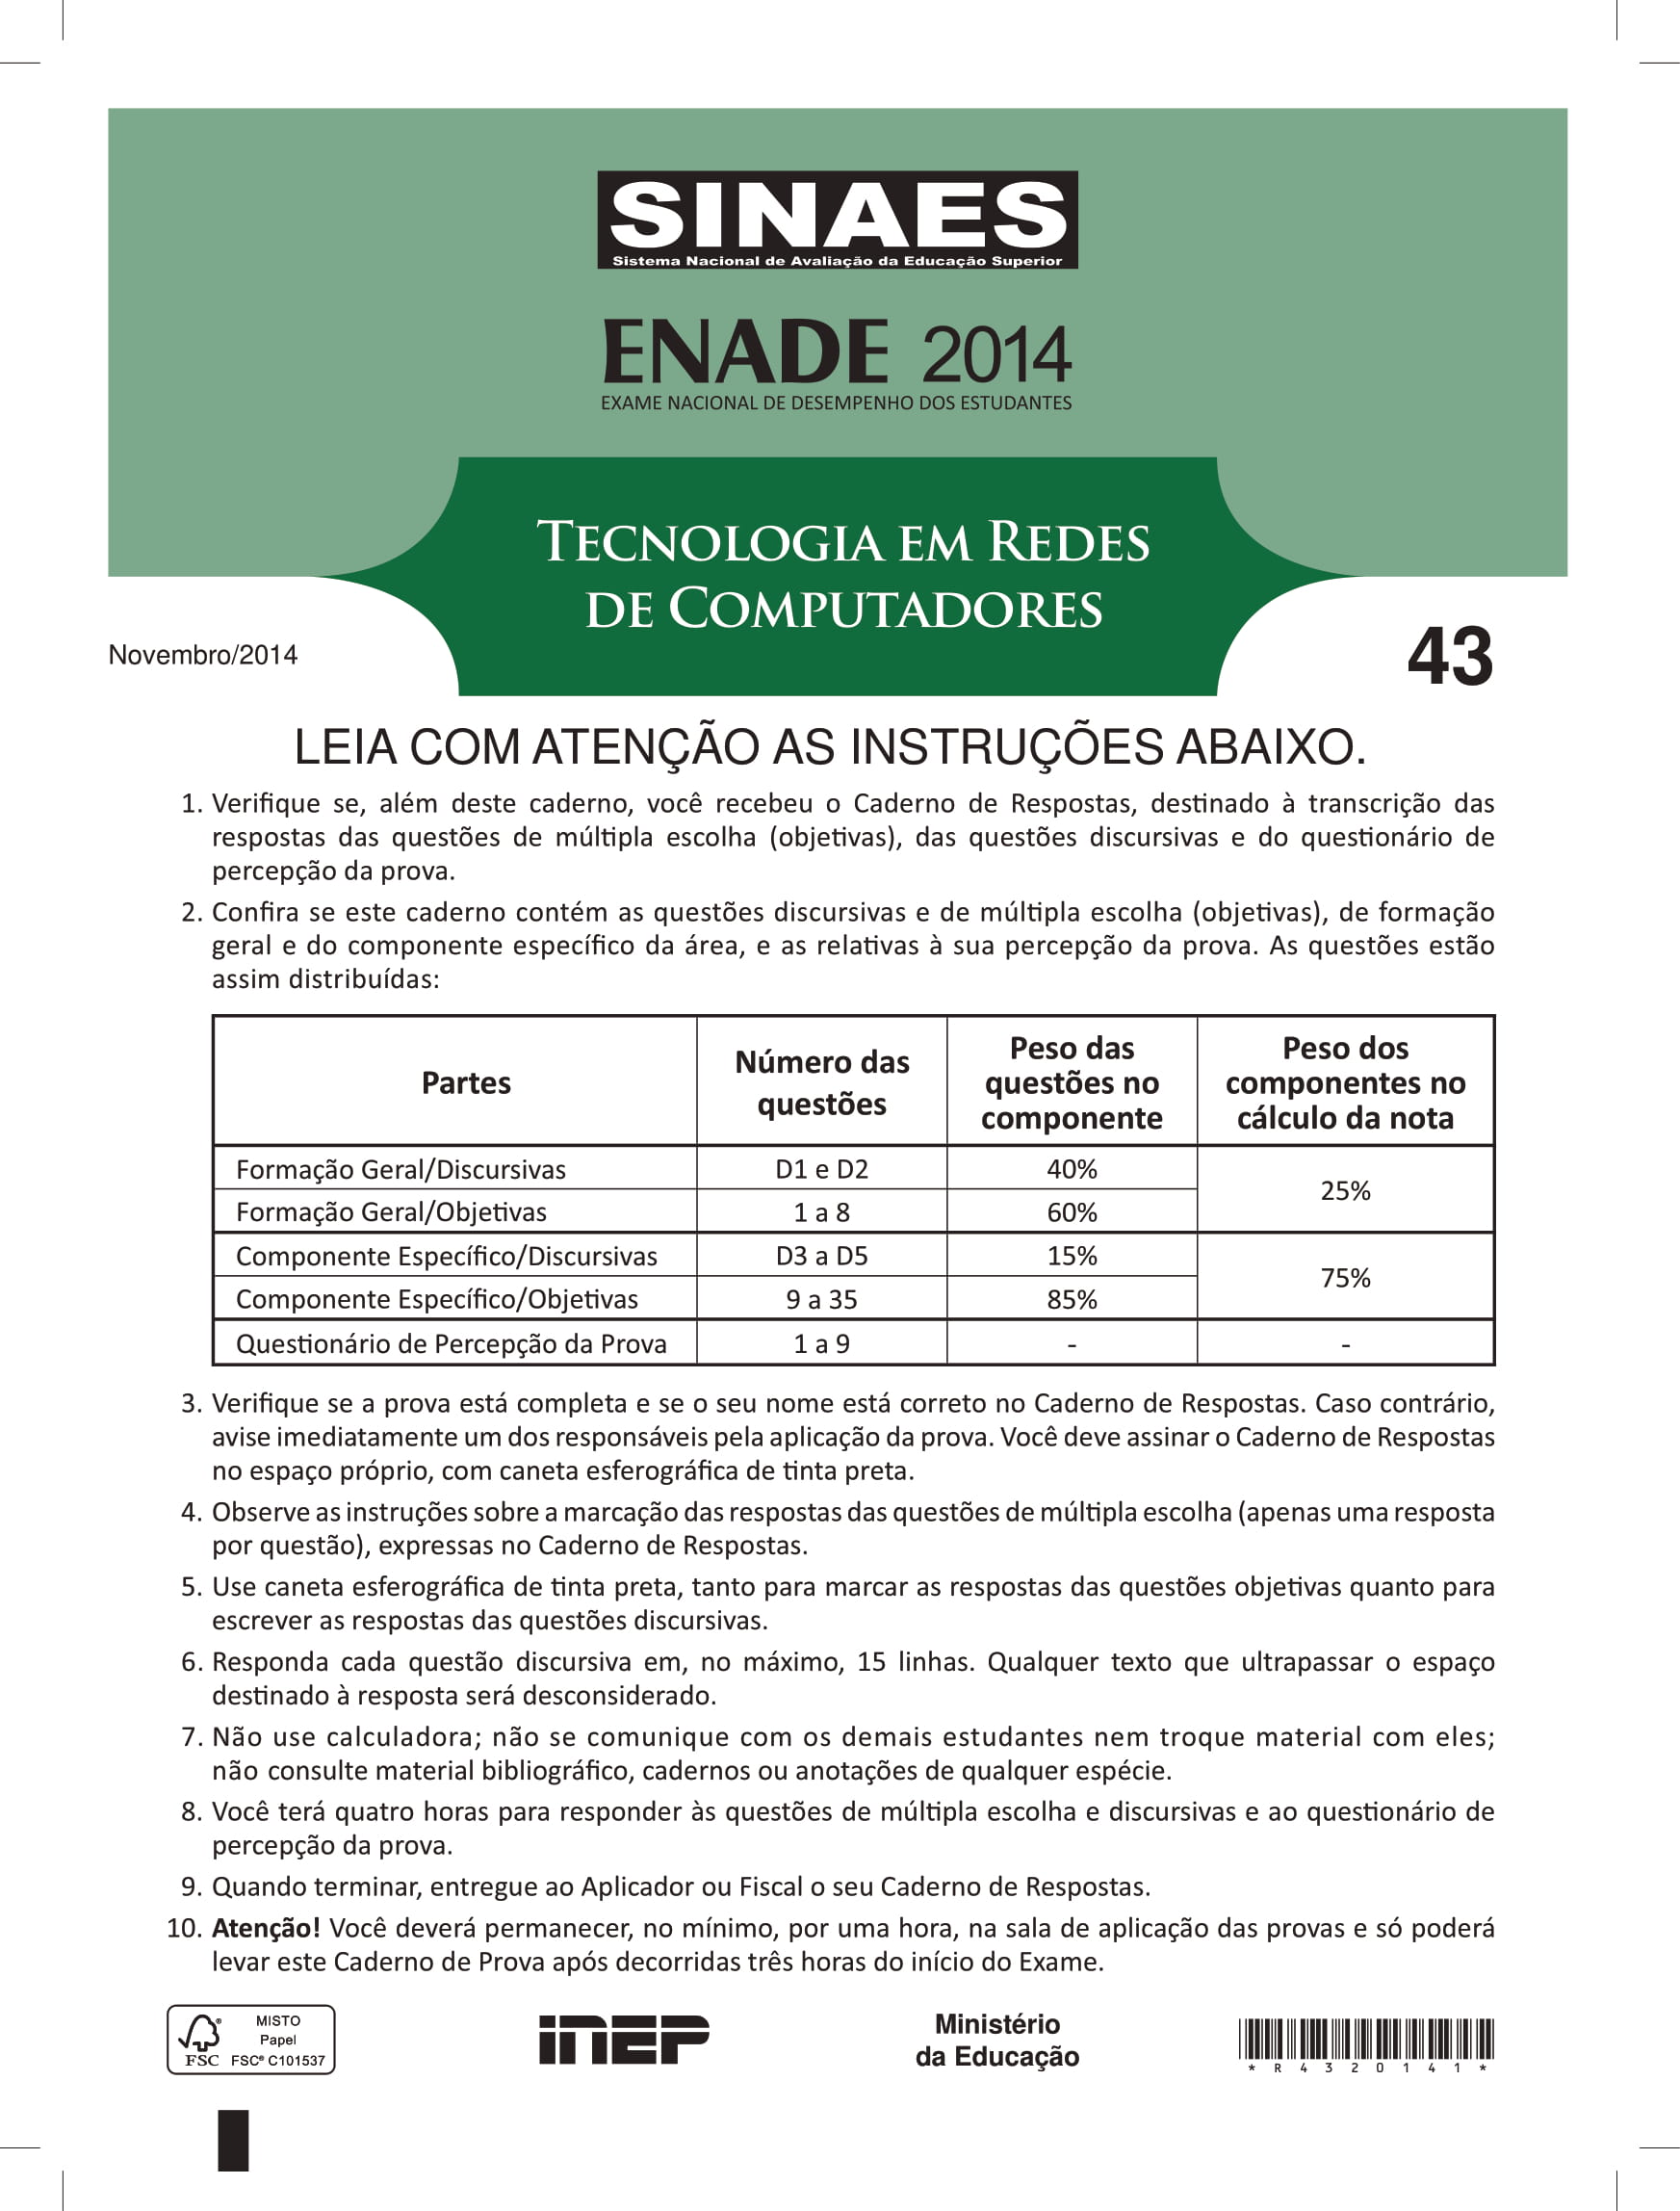 SINAES
Sistema Nacional de Avaliação da Educação Superior
ENADE 2014
EXAME NACIONAL DE DESEMPENHO DOS ESTUDANTES
TECNOLOGIA EM REDES
DE COMPUTADORES
Novembro/2014
43
LEIA COM ATENÇÃO AS INSTRUÇÕES ABAIXO.
1. Verifique se, além deste caderno, você recebeu o Caderno de Respostas, destinado à transcrição das
respostas das questões de múltipla escolha (objetivas), das questões discursivas e do questionário de
percepção da prova.
2. Confira se este caderno contém as questões discursivas e de múltipla escolha (objetivas), de formação
geral e do componente específico da área, e as relativas à sua percepção da prova. As questões estão
assim distribuídas:
Partes
Número das
questões
Peso das
questões no
componente
Peso dos
componentes no
cálculo da nota
Formação Geral/Discursivas D1 e D2 40%
25%
Formação Geral/Objetivas 1 a 8 60%
Componente Específico/Discursivas D3 a D5 15%
75%
Componente Específico/Objetivas 9 a 35 85%
Questionário de Percepção da Prova 1 a 9 - -
3. Verifique se a prova está completa e se o seu nome está correto no Caderno de Respostas. Caso contrário,
avise imediatamente um dos responsáveis pela aplicação da prova. Você deve assinar o Caderno de Respostas
no espaço próprio, com caneta esferográfica de tinta preta.
4. Observe as instruções sobre a marcação das respostas das questões de múltipla escolha (apenas uma resposta
por questão), expressas no Caderno de Respostas.
5. Use caneta esferográfica de tinta preta, tanto para marcar as respostas das questões objetivas quanto para
escrever as respostas das questões discursivas.
6. Responda cada questão discursiva em, no máximo, 15 linhas. Qualquer texto que ultrapassar o espaço
destinado à resposta será desconsiderado.
7. Não use calculadora; não se comunique com os demais estudantes nem troque material com eles;
não consulte material bibliográfico, cadernos ou anotações de qualquer espécie.
8. Você terá quatro horas para responder às questões de múltipla escolha e discursivas e ao questionário de
percepção da prova.
9. Quando terminar, entregue ao Aplicador ou Fiscal o seu Caderno de Respostas.
10. Atenção! Você deverá permanecer, no mínimo, por uma hora, na sala de aplicação das provas e só poderá
levar este Caderno de Prova após decorridas três horas do início do Exame.
MISTO
Papel
FSC® C101537
FSC
INEP
Ministério
da Educação
* R 4 3 2 0 1 4 1 *